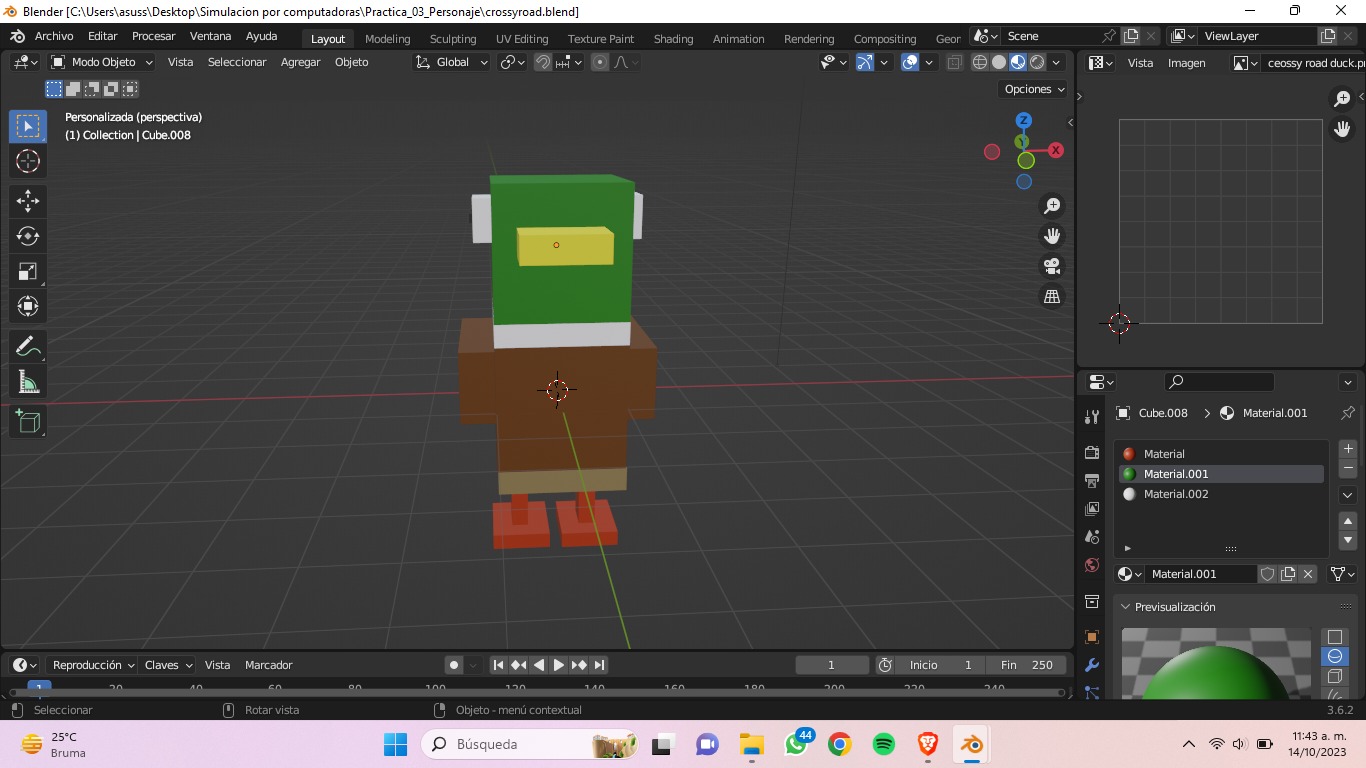 Blender [C:\Users\asuss\Desktop\Simulacion por computadoras\Practica_03_Personaje\crossyroad.blend]
Archivo Editar Procesar Ventana Ayuda Layout Modeling Sculpting UV Editing Texture Paint Shading Animation Rendering Compositing Geor Scene ViewLayer
Modo Objeto Vista Seleccionar Agregar Objeto Global Vista Imagen ceossy road duck.p
Opciones
Personalizada (perspectiva)
(1) Collection | Cube.008
Z
Y
X
Cube.008 > Material.001
Material
Material.001
Material.002
Material.001
Previsualización
Reproducción Claves Vista Marcador 1 Inicio 1 Fin 250
1 20 40 60 80 100 120 140 160 180 200 220 240
Seleccionar Rotar vista Objeto - menú contextual 3.6.2
25°C
Bruma
Búsqueda
44
11:43 a. m.
14/10/2023